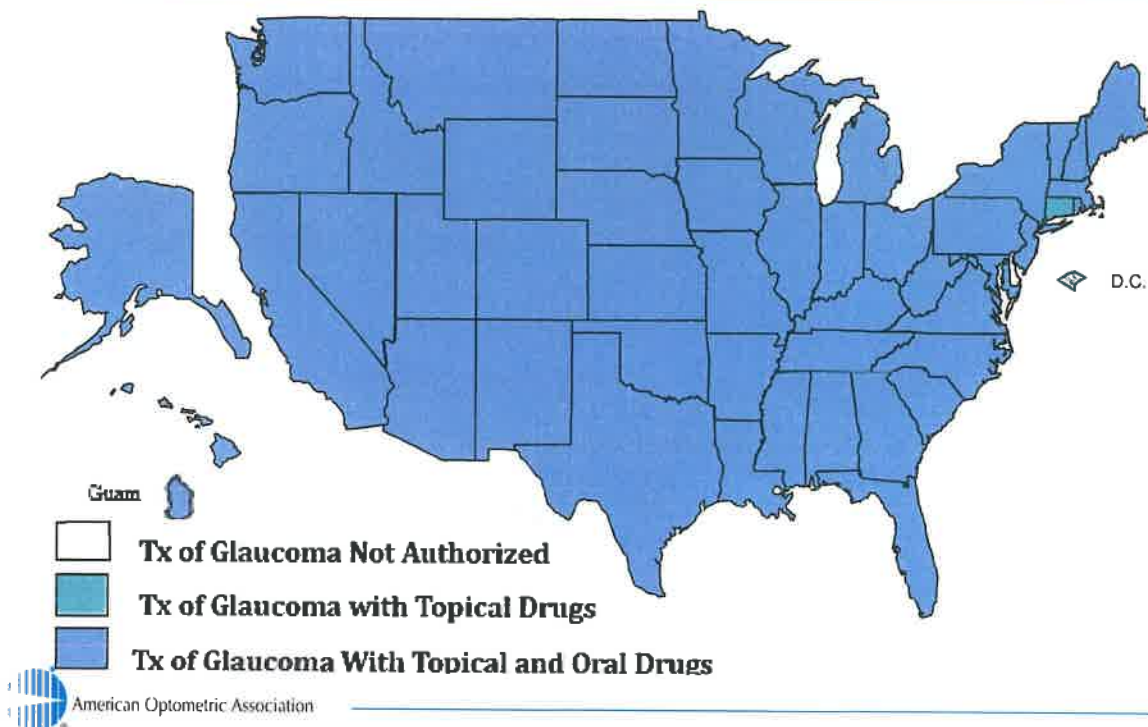 D.C.
Guam
Tx of Glaucoma Not Authorized
Tx of Glaucoma with Topical Drugs
Tx of Glaucoma With Topical and Oral Drugs
American Optometric Association